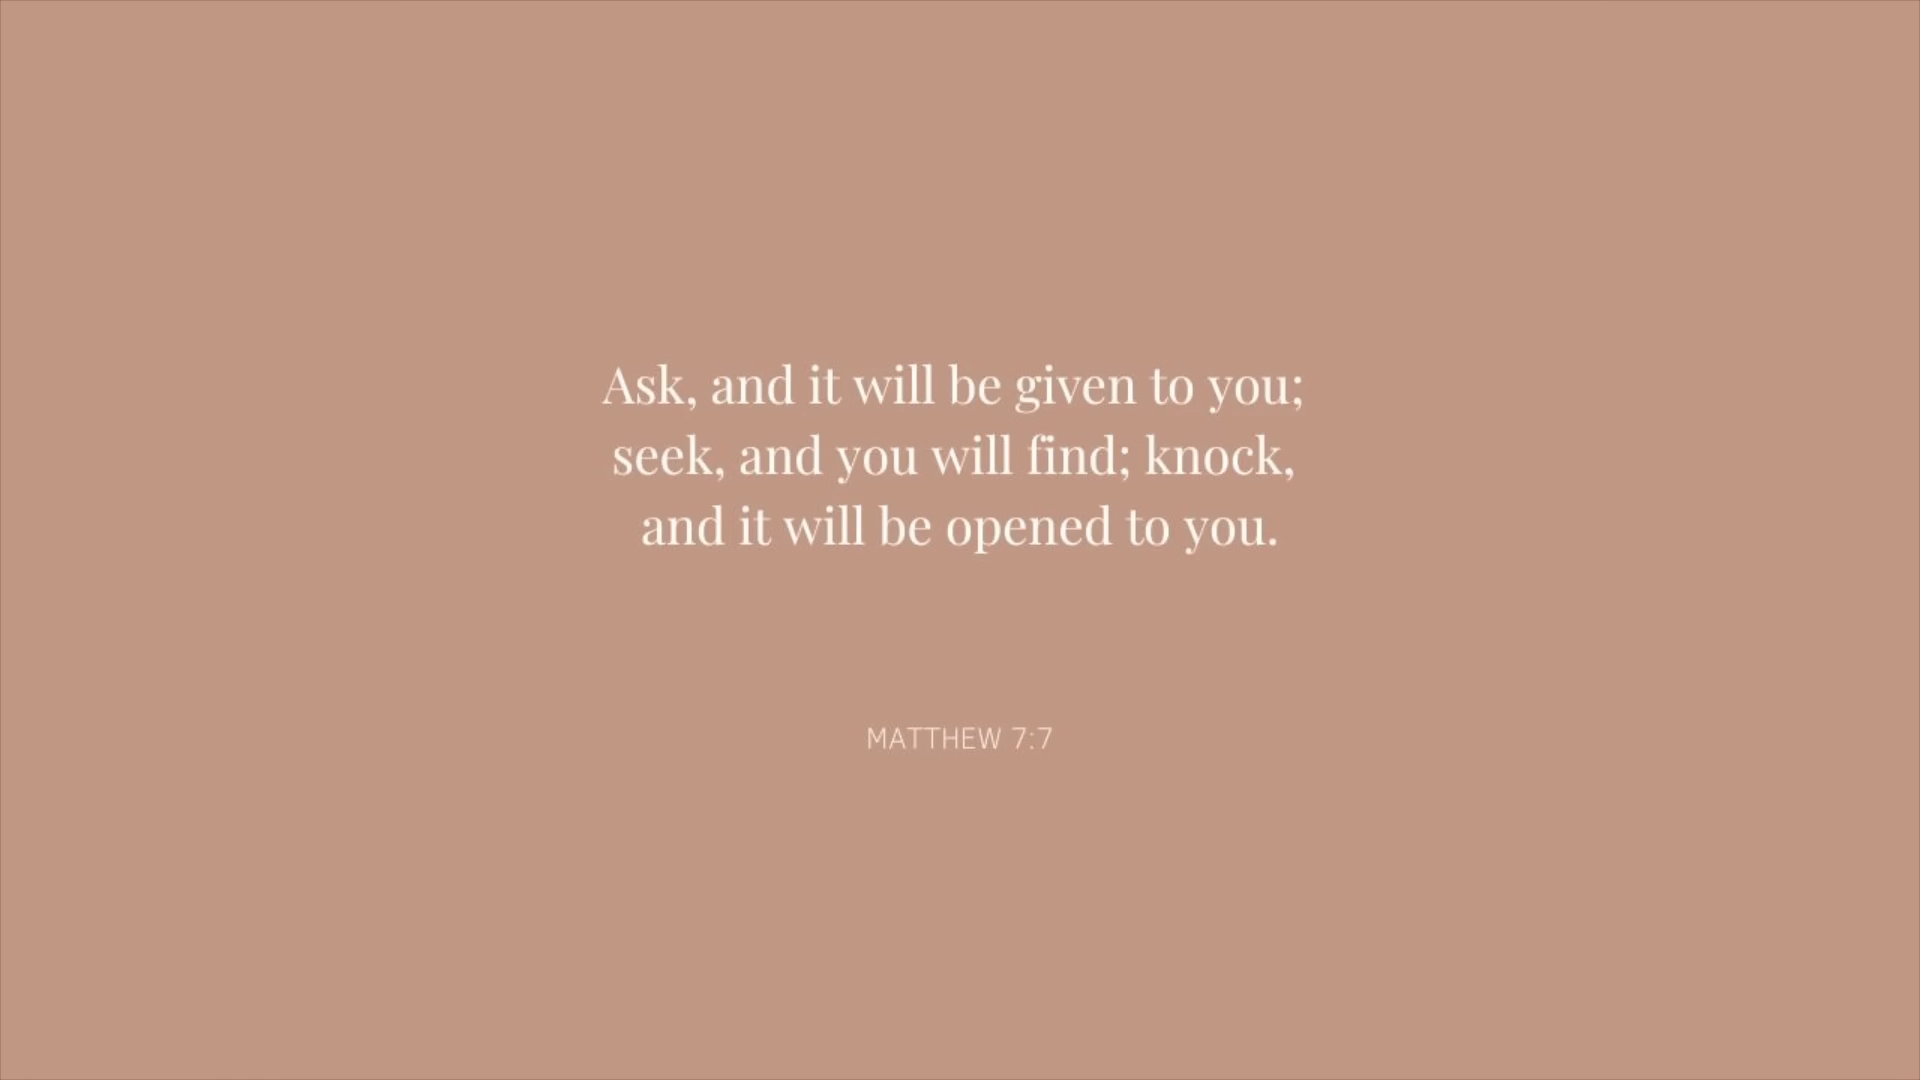 Ask, and it will be given to you;
seek, and you will find; knock,
and it will be opened to you.
MATTHEW 7:7